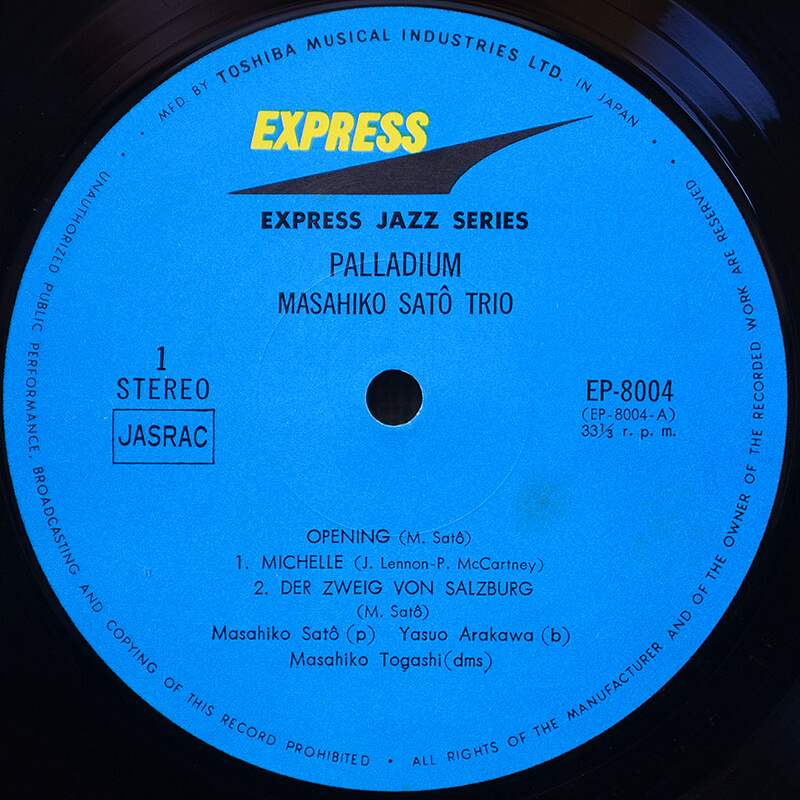 MFD. BY TOSHIBA MUSICAL INDUSTRIES LTD. IN JAPAN
EXPRESS
EXPRESS JAZZ SERIES
PALLADIUM
MASAHIKO SATÔ TRIO
1
STEREO
JASRAC
EP-8004
(EP-8004-A)
33⅓ r. p. m.
OPENING (M. Satô)
1. MICHELLE (J. Lennon-P. McCartney)
2. DER ZWEIG VON SALZBURG
(M. Satô)
Masahiko Satô (p) Yasuo Arakawa (b)
Masahiko Togashi (dms)
UNAUTHORIZED PUBLIC PERFORMANCE, BROADCASTING AND COPYING OF THIS RECORD PROHIBITED • ALL RIGHTS OF THE MANUFACTURER AND OF THE OWNER OF THE RECORDED WORK ARE RESERVED